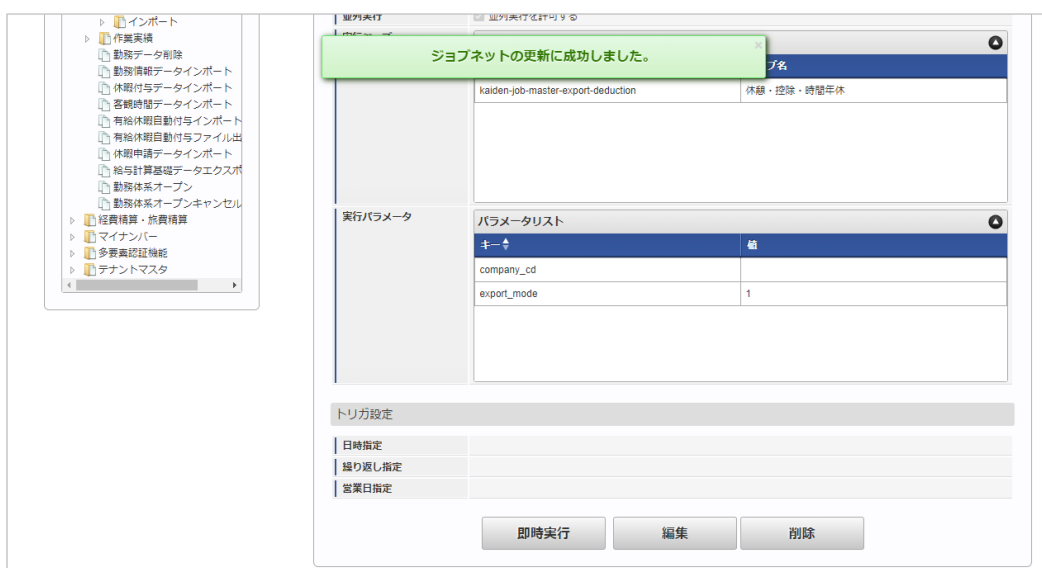 インポート
作業実績
勤務データ削除
勤務情報データインポート
休暇付与データインポート
客観時間データインポート
有給休暇自動付与インポート
有給休暇自動付与ファイル出
休暇申請データインポート
給与計算基礎データエクスポ
勤務体系オープン
勤務体系オープンキャンセル
経費精算・旅費精算
マイナンバー
多要素認証機能
テナントマスタ
並列実行
並列実行を許可する
ジョブネットの更新に成功しました。
×
ブ名
kaiden-job-master-export-deduction
休憩・控除・時間年休
実行パラメータ
パラメータリスト
キー
値
company_cd
export_mode
1
トリガ設定
日時指定
繰り返し指定
営業日指定
即時実行
編集
削除